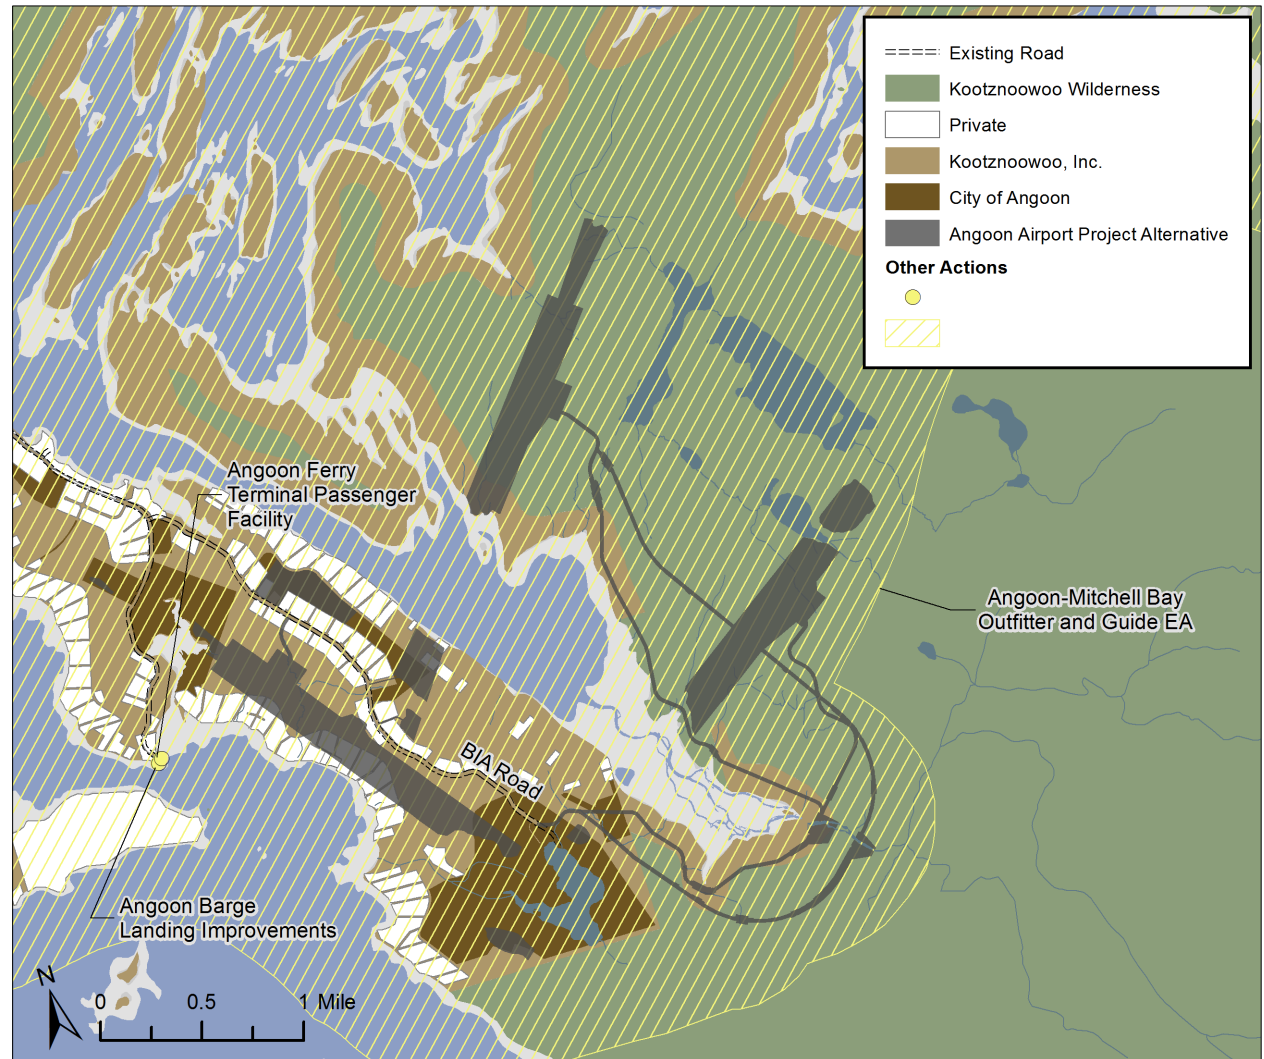 Existing Road
Kootznoowoo Wilderness
Private
Kootznoowoo, Inc.
City of Angoon
Angoon Airport Project Alternative
Other Actions
Angoon Ferry
Terminal Passenger
Facility
Angoon-Mitchell Bay
Outfitter and Guide EA
BIA Road
Angoon Barge
Landing Improvements
N
0 0.5 1 Mile